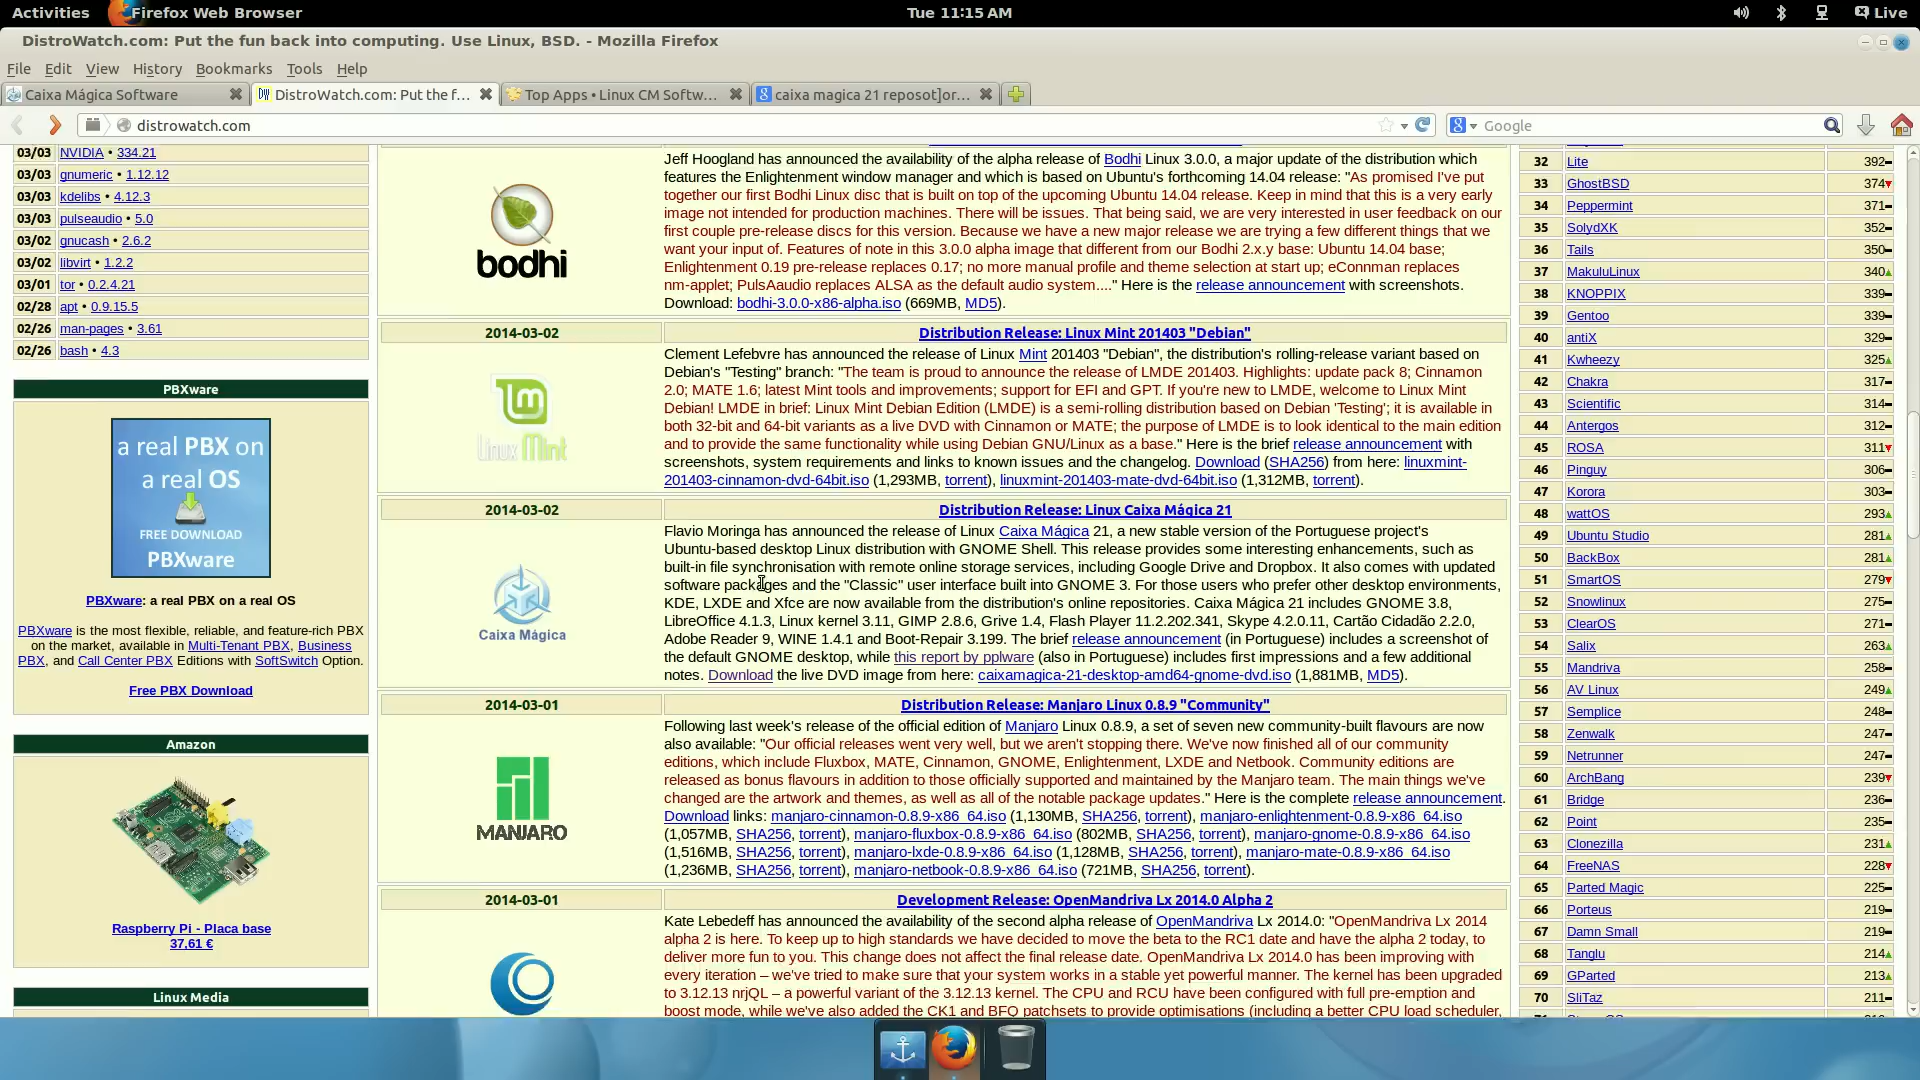 Activities Firefox Web Browser Tue 11:15 AM Live
DistroWatch.com: Put the fun back into computing. Use Linux, BSD. - Mozilla Firefox
File Edit View History Bookmarks Tools Help
Caixa Mágica Software DistroWatch.com: Put the f... Top Apps • Linux CM Softw... caixa magica 21 reposot]or...
distrowatch.com Google
03/03 NVIDIA • 334.21
03/03 gnumeric • 1.12.12
03/03 kdelibs • 4.12.3
03/03 pulseaudio • 5.0
03/02 gnucash • 2.6.2
03/02 libvirt • 1.2.2
03/01 tor • 0.2.4.21
02/28 apt • 0.9.15.5
02/26 man-pages • 3.61
02/26 bash • 4.3
PBXware
a real PBX on
a real OS
FREE DOWNLOAD
PBXware
PBXware: a real PBX on a real OS
PBXware is the most flexible, reliable, and feature-rich PBX
on the market, available in Multi-Tenant PBX, Business
PBX, and Call Center PBX Editions with SoftSwitch Option.
Free PBX Download
Amazon
Raspberry Pi - Placa base
37,61 €
Linux Media
bodhi
Jeff Hoogland has announced the availability of the alpha release of Bodhi Linux 3.0.0, a major update of the distribution which
features the Enlightenment window manager and which is based on Ubuntu's forthcoming 14.04 release: "As promised I've put
together our first Bodhi Linux disc that is built on top of the upcoming Ubuntu 14.04 release. Keep in mind that this is a very early
image not intended for production machines. There will be issues. That being said, we are very interested in user feedback on our
first couple pre-release discs for this version. Because we have a new major release we are trying a few different things that we
want your input of. Features of note in this 3.0.0 alpha image that different from our Bodhi 2.x.y base: Ubuntu 14.04 base;
Enlightenment 0.19 pre-release replaces 0.17; no more manual profile and theme selection at start up; eConnman replaces
nm-applet; PulsAaudio replaces ALSA as the default audio system...." Here is the release announcement with screenshots.
Download: bodhi-3.0.0-x86-alpha.iso (669MB, MD5).
2014-03-02 Distribution Release: Linux Mint 201403 "Debian"
Linux Mint
Clement Lefebvre has announced the release of Linux Mint 201403 "Debian", the distribution's rolling-release variant based on
Debian's "Testing" branch: "The team is proud to announce the release of LMDE 201403. Highlights: update pack 8; Cinnamon
2.0; MATE 1.6; latest Mint tools and improvements; support for EFI and GPT. If you're new to LMDE, welcome to Linux Mint
Debian! LMDE in brief: Linux Mint Debian Edition (LMDE) is a semi-rolling distribution based on Debian 'Testing'; it is available in
both 32-bit and 64-bit variants as a live DVD with Cinnamon or MATE; the purpose of LMDE is to look identical to the main edition
and to provide the same functionality while using Debian GNU/Linux as a base." Here is the brief release announcement with
screenshots, system requirements and links to known issues and the changelog. Download (SHA256) from here: linuxmint-
201403-cinnamon-dvd-64bit.iso (1,293MB, torrent), linuxmint-201403-mate-dvd-64bit.iso (1,312MB, torrent).
2014-03-02 Distribution Release: Linux Caixa Mágica 21
Caixa Mágica
Flavio Moringa has announced the release of Linux Caixa Mágica 21, a new stable version of the Portuguese project's
Ubuntu-based desktop Linux distribution with GNOME Shell. This release provides some interesting enhancements, such as
built-in file synchronisation with remote online storage services, including Google Drive and Dropbox. It also comes with updated
software packages and the "Classic" user interface built into GNOME 3. For those users who prefer other desktop environments,
KDE, LXDE and Xfce are now available from the distribution's online repositories. Caixa Mágica 21 includes GNOME 3.8,
LibreOffice 4.1.3, Linux kernel 3.11, GIMP 2.8.6, Grive 1.4, Flash Player 11.2.202.341, Skype 4.2.0.11, Cartão Cidadão 2.2.0,
Adobe Reader 9, WINE 1.4.1 and Boot-Repair 3.199. The brief release announcement (in Portuguese) includes a screenshot of
the default GNOME desktop, while this report by pplware (also in Portuguese) includes first impressions and a few additional
notes. Download the live DVD image from here: caixamagica-21-desktop-amd64-gnome-dvd.iso (1,881MB, MD5).
2014-03-01 Distribution Release: Manjaro Linux 0.8.9 "Community"
MANJARO
Following last week's release of the official edition of Manjaro Linux 0.8.9, a set of seven new community-built flavours are now
also available: "Our official releases went very well, but we aren't stopping there. We've now finished all of our community
editions, which include Fluxbox, MATE, Cinnamon, GNOME, Enlightenment, LXDE and Netbook. Community editions are
released as bonus flavours in addition to those officially supported and maintained by the Manjaro team. The main things we've
changed are the artwork and themes, as well as all of the notable package updates." Here is the complete release announcement.
Download links: manjaro-cinnamon-0.8.9-x86_64.iso (1,130MB, SHA256, torrent), manjaro-enlightenment-0.8.9-x86_64.iso
(1,057MB, SHA256, torrent), manjaro-fluxbox-0.8.9-x86_64.iso (802MB, SHA256, torrent), manjaro-gnome-0.8.9-x86_64.iso
(1,516MB, SHA256, torrent), manjaro-lxde-0.8.9-x86_64.iso (1,128MB, SHA256, torrent), manjaro-mate-0.8.9-x86_64.iso
(1,236MB, SHA256, torrent), manjaro-netbook-0.8.9-x86_64.iso (721MB, SHA256, torrent).
2014-03-01 Development Release: OpenMandriva Lx 2014.0 Alpha 2
Kate Lebedeff has announced the availability of the second alpha release of OpenMandriva Lx 2014.0: "OpenMandriva Lx 2014
alpha 2 is here. To keep up to high standards we have decided to move the beta to the RC1 date and have the alpha 2 today, to
deliver more fun to you. This change does not affect the final release date. OpenMandriva Lx 2014.0 has been improving with
every iteration – we've tried to make sure that your system works in a stable yet powerful manner. The kernel has been upgraded
to 3.12.13 nrjQL – a powerful variant of the 3.12.13 kernel. The CPU and RCU have been configured with full pre-emption and
boost mode, while we've also added the CK1 and BFQ patchsets to provide optimisations (including a better CPU load scheduler,
32 Lite 392
33 GhostBSD 374
34 Peppermint 371
35 SolydXK 352
36 Tails 350
37 MakuluLinux 340
38 KNOPPIX 339
39 Gentoo 339
40 antiX 329
41 Kwheezy 325
42 Chakra 317
43 Scientific 314
44 Antergos 312
45 ROSA 311
46 Pinguy 306
47 Korora 303
48 wattOS 293
49 Ubuntu Studio 281
50 BackBox 281
51 SmartOS 279
52 Snowlinux 275
53 ClearOS 271
54 Salix 263
55 Mandriva 258
56 AV Linux 249
57 Semplice 248
58 Zenwalk 247
59 Netrunner 247
60 ArchBang 239
61 Bridge 236
62 Point 235
63 Clonezilla 231
64 FreeNAS 228
65 Parted Magic 225
66 Porteus 219
67 Damn Small 219
68 Tanglu 214
69 GParted 213
70 SliTaz 211